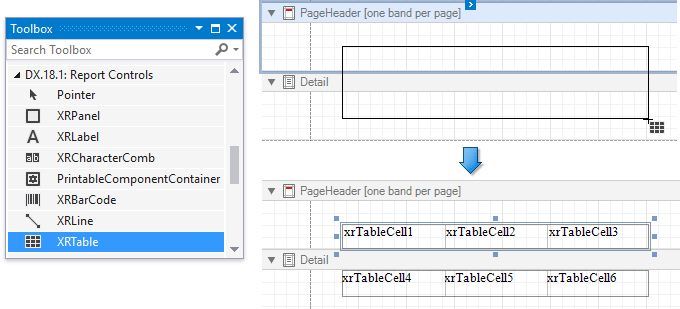 Toolbox
Search Toolbox
DX.18.1: Report Controls
Pointer
XRPanel
XRLabel
XRCharacterComb
PrintableComponentContainer
XRBarCode
XRLine
XRTable
PageHeader [one band per page]
Detail
PageHeader [one band per page]
xrTableCell1 xrTableCell2 xrTableCell3
Detail
xrTableCell4 xrTableCell5 xrTableCell6